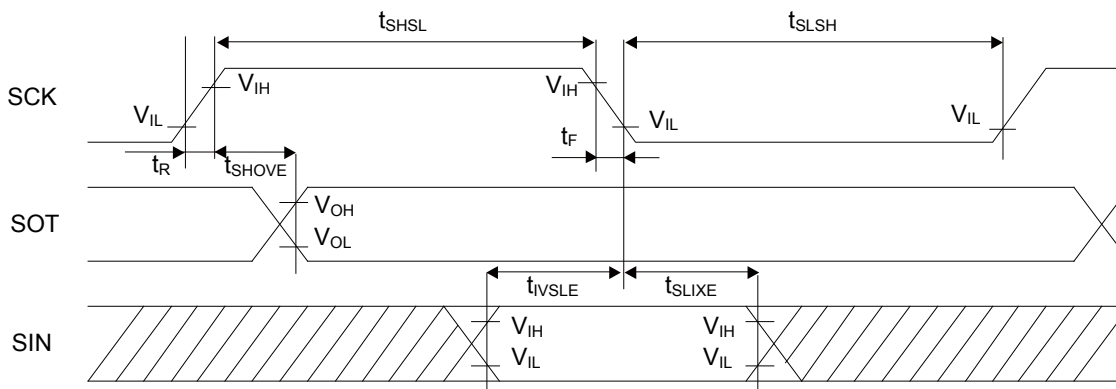 tSHSL
tSLSH
SCK
VIH
VIH
VIL
VIL
VIL
tR
tSHOVE
tF
SOT
VOH
VOL
tIVSLE
tSLIXE
SIN
VIH
VIH
VIL
VIL